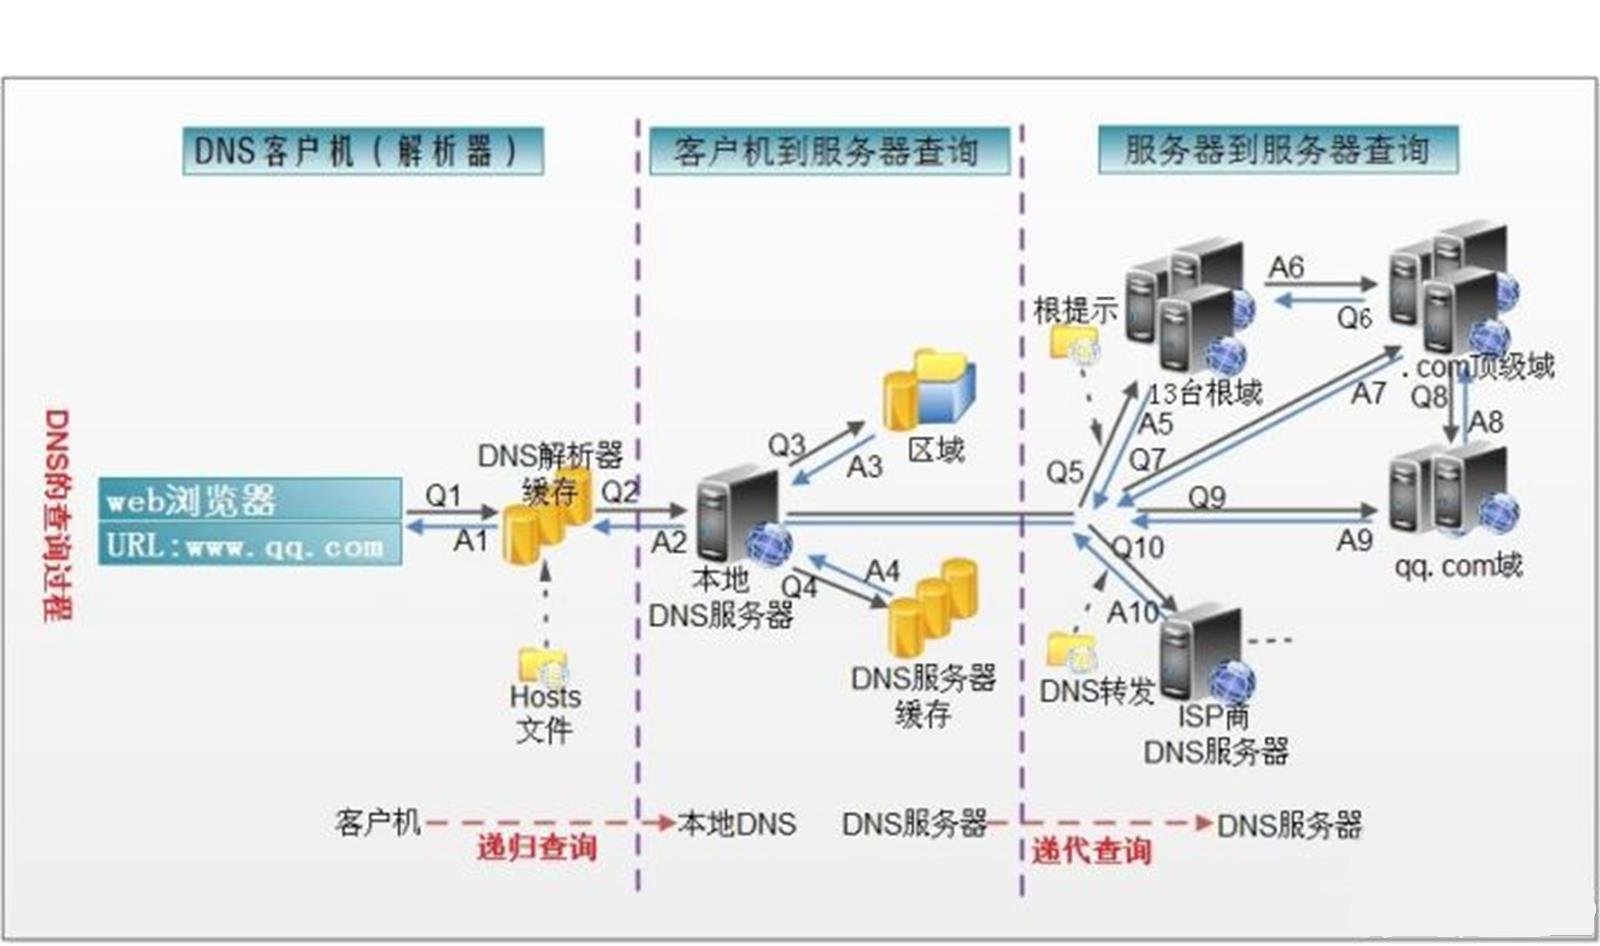 DNS客户机（解析器）
客户机到服务器查询
服务器到服务器查询
DNS的查询过程
web浏览器
URL:www.qq.com
Q1
A1
DNS解析器
缓存
Hosts
文件
Q2
A2
本地
DNS服务器
Q3
A3
区域
Q4
A4
DNS服务器
缓存
根提示
13台根域
A6
Q6
.com顶级域
Q5
A5
Q7
A7
Q8
A8
Q9
A9
qq.com域
Q10
A10
DNS转发
ISP商
DNS服务器
客户机
递归查询
本地DNS
DNS服务器
递代查询
DNS服务器